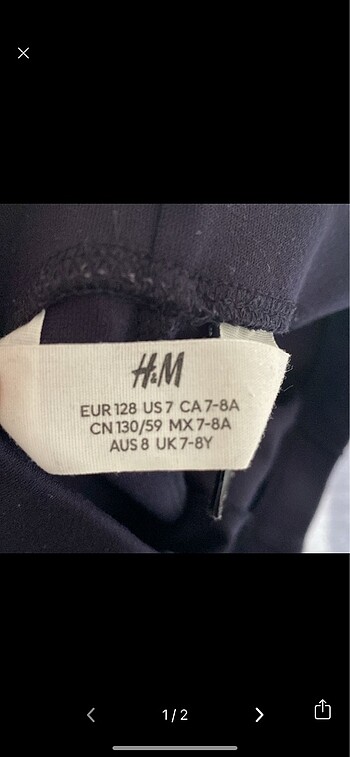 H&M
EUR 128 US 7 CA 7-8A
CN 130/59 MX 7-8A
AUS 8 UK 7-8Y
1/2